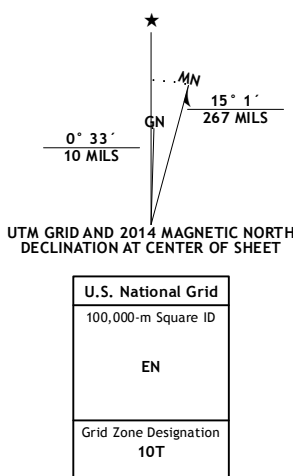 ★
MN
GN
15° 1´
267 MILS
0° 33´
10 MILS
UTM GRID AND 2014 MAGNETIC NORTH
DECLINATION AT CENTER OF SHEET
U.S. National Grid
100,000-m Square ID
EN
Grid Zone Designation
10T